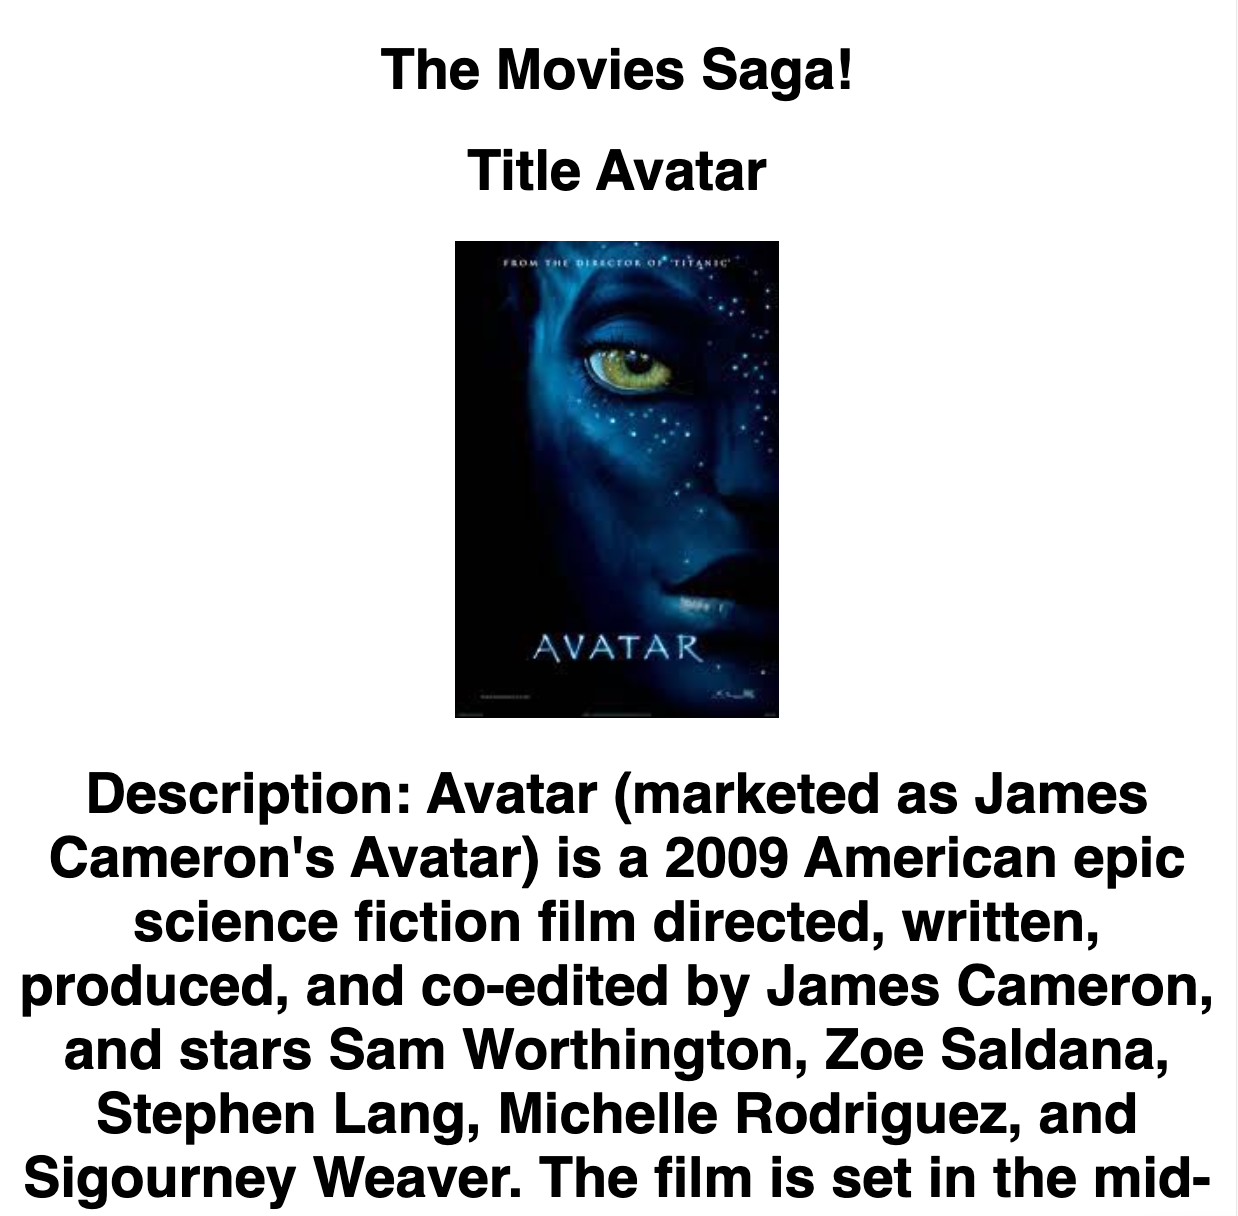 The Movies Saga!
Title Avatar
FROM THE DIRECTOR OF 'TITANIC'
AVATAR
Description: Avatar (marketed as James
Cameron's Avatar) is a 2009 American epic
science fiction film directed, written,
produced, and co-edited by James Cameron,
and stars Sam Worthington, Zoe Saldana,
Stephen Lang, Michelle Rodriguez, and
Sigourney Weaver. The film is set in the mid-